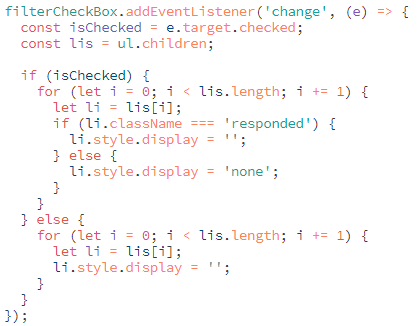 filterCheckBox.addEventListener('change', (e) => {
  const isChecked = e.target.checked;
  const lis = ul.children;

  if (isChecked) {
    for (let i = 0; i < lis.length; i += 1) {
      let li = lis[i];
      if (li.className === 'responded') {
        li.style.display = '';
      } else {
        li.style.display = 'none';
      }
    }
  } else {
    for (let i = 0; i < lis.length; i += 1) {
      let li = lis[i];
      li.style.display = '';
    }
  }
});